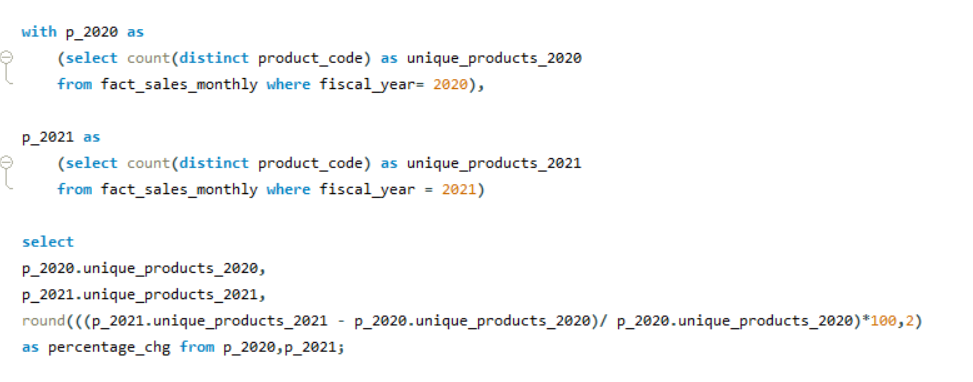 with p_2020 as
(select count(distinct product_code) as unique_products_2020
from fact_sales_monthly where fiscal_year= 2020),
p_2021 as
(select count(distinct product_code) as unique_products_2021
from fact_sales_monthly where fiscal_year = 2021)
select
p_2020.unique_products_2020,
p_2021.unique_products_2021,
round(((p_2021.unique_products_2021 - p_2020.unique_products_2020)/ p_2020.unique_products_2020)*100,2)
as percentage_chg from p_2020,p_2021;